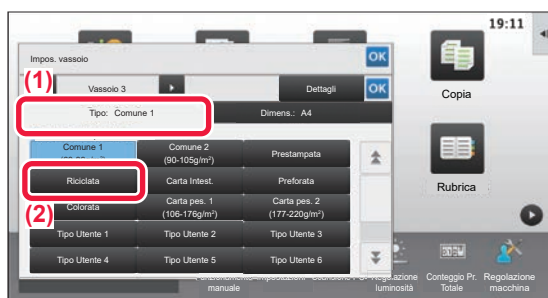 19:11
Impos. vassoio
OK
(1)
Vassoio 3
Dettagli
OK
Tipo: Comune 1
Dimens.: A4
Copia
Comune 1
Comune 2
(90-105g/m²)
Prestampata
Riciclata
Carta Intest.
Preforata
Rubrica
(2)
Colorata
Carta pes. 1
(106-176g/m²)
Carta pes. 2
(177-220g/m²)
Tipo Utente 1
Tipo Utente 2
Tipo Utente 3
Tipo Utente 4
Tipo Utente 5
Tipo Utente 6
manuale
luminosità
Conteggio Pr.
Totale
Regolazione
macchina